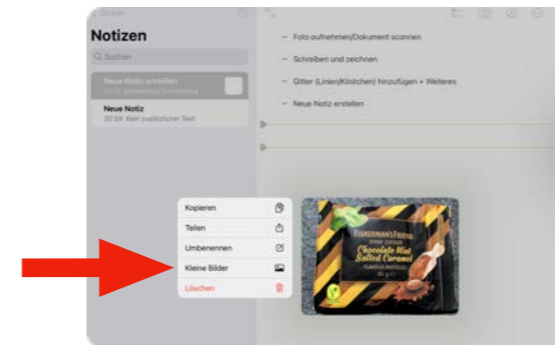 Notizen
Suchen
Neue Notiz erstellen
Neue Notiz
20:59 Kein zusätzlicher Text
– Foto aufnehmen/Dokument scannen
– Schreiben und zeichnen
– Gitter (Linien/Kästchen) hinzufügen + Weiteres
– Neue Notiz erstellen
Kopieren
Teilen
Umbenennen
Kleine Bilder
Löschen
FISHERMAN'S FRIEND
OHNE ZUCKER
Chocolate Mint
Salted Caramel